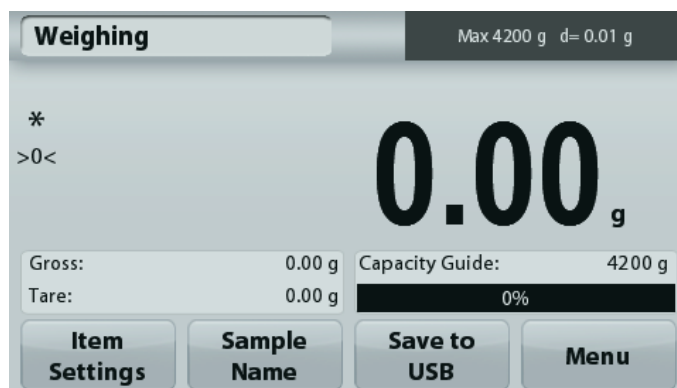 Weighing
Max 4200 g d= 0.01 g
*
>0<
0.00 g
Gross: 0.00 g
Tare: 0.00 g
Capacity Guide: 4200 g
0%
Item
Settings
Sample
Name
Save to
USB
Menu